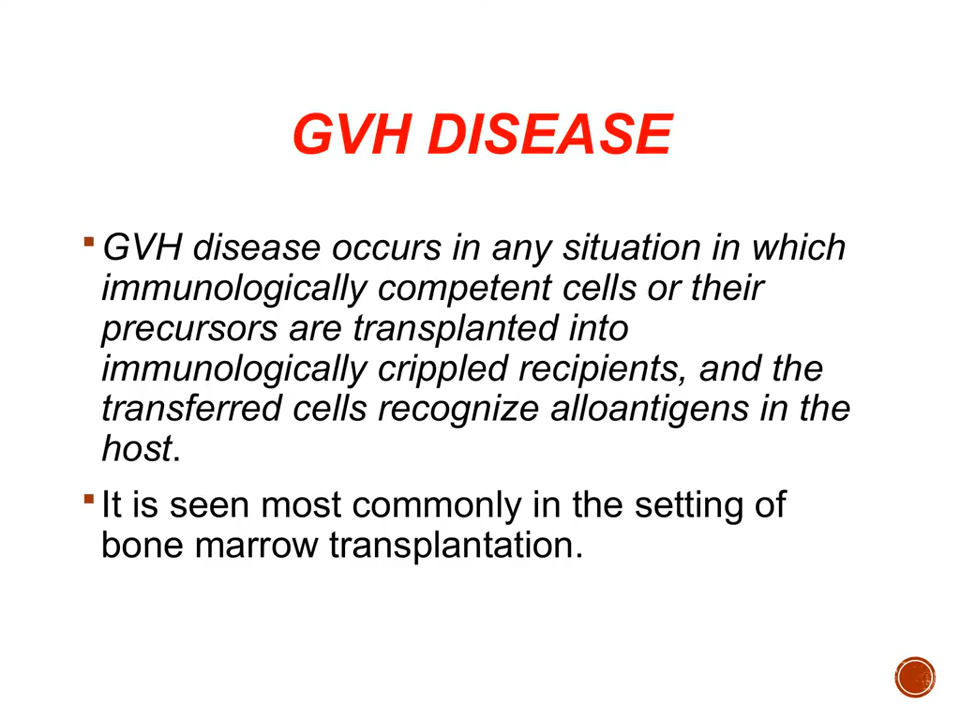 GVH DISEASE
GVH disease occurs in any situation in which
immunologically competent cells or their
precursors are transplanted into
immunologically crippled recipients, and the
transferred cells recognize alloantigens in the
host.
It is seen most commonly in the setting of
bone marrow transplantation.